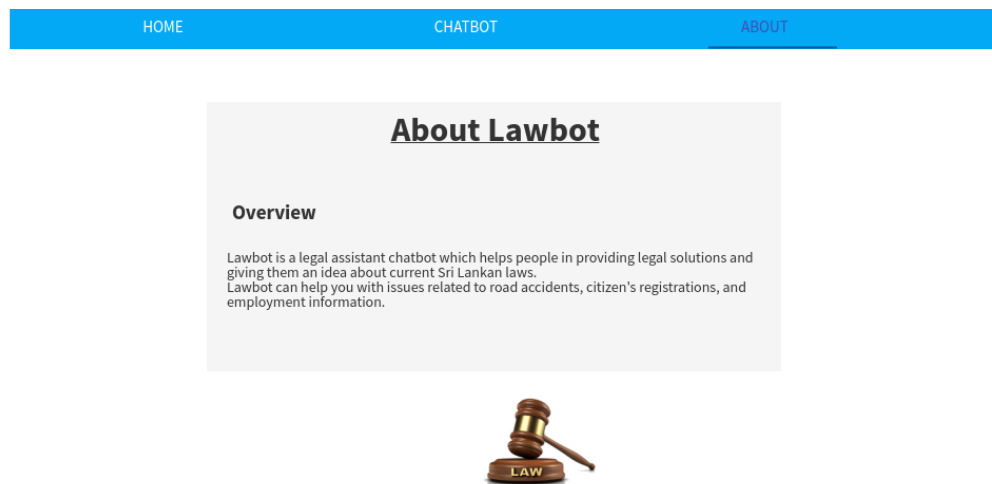 HOME CHATBOT ABOUT
About Lawbot
Overview
Lawbot is a legal assistant chatbot which helps people in providing legal solutions and
giving them an idea about current Sri Lankan laws.
Lawbot can help you with issues related to road accidents, citizen's registrations, and
employment information.
LAW